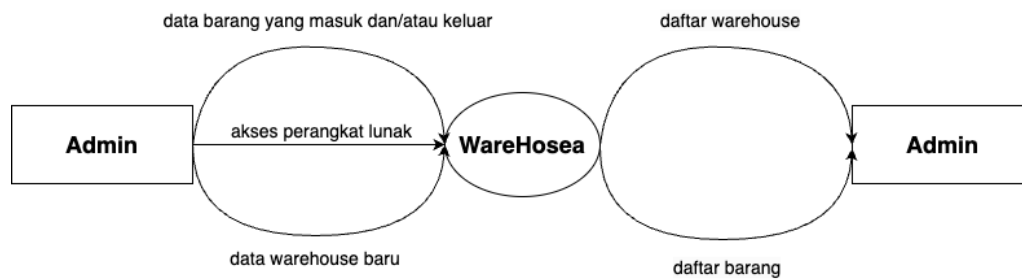 data barang yang masuk dan/atau keluar
daftar warehouse
Admin
akses perangkat lunak
WareHosea
Admin
data warehouse baru
daftar barang